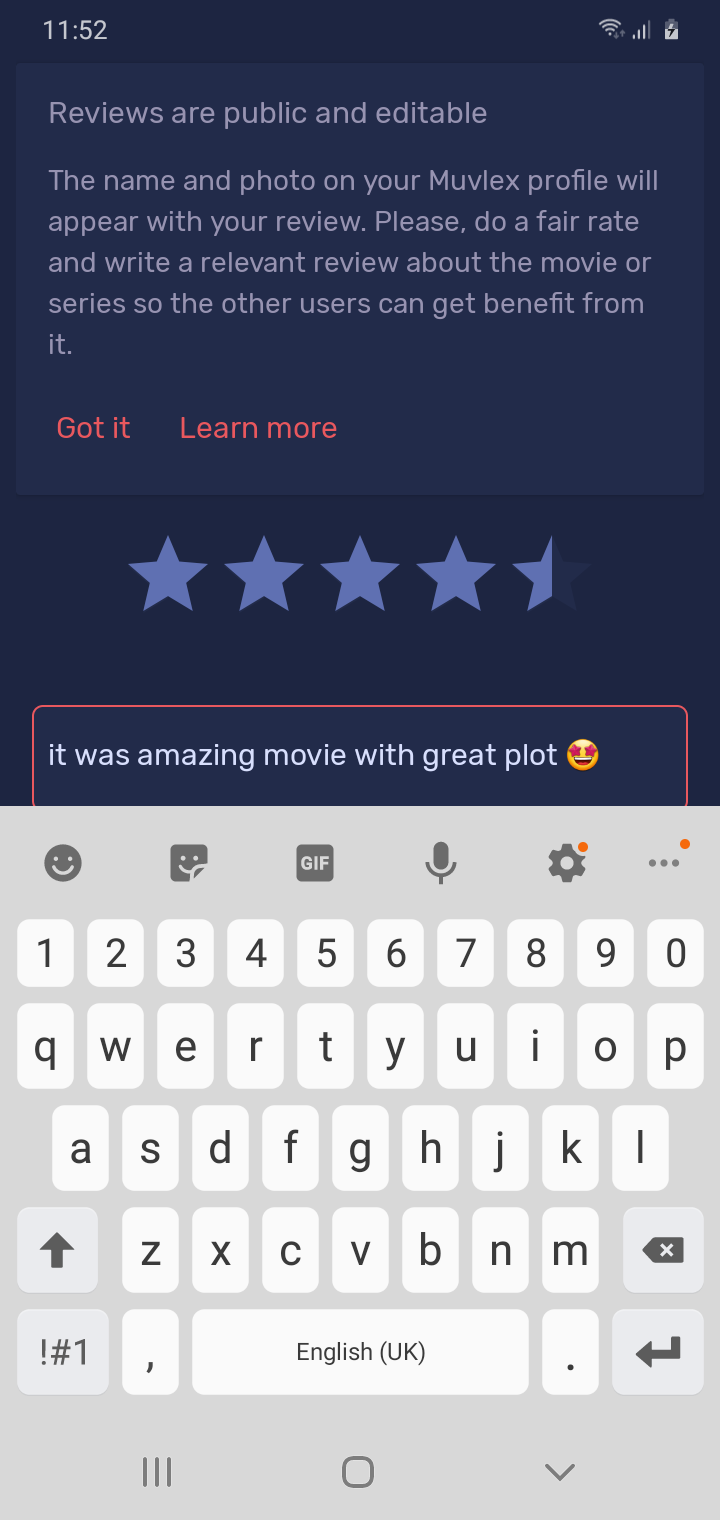 11:52
Reviews are public and editable
The name and photo on your Muvlex profile will
appear with your review. Please, do a fair rate
and write a relevant review about the movie or
series so the other users can get benefit from
it.
Got it Learn more
it was amazing movie with great plot 🤩
GIF
1 2 3 4 5 6 7 8 9 0
q w e r t y u i o p
a s d f g h j k l
z x c v b n m
!#1 , English (UK) .